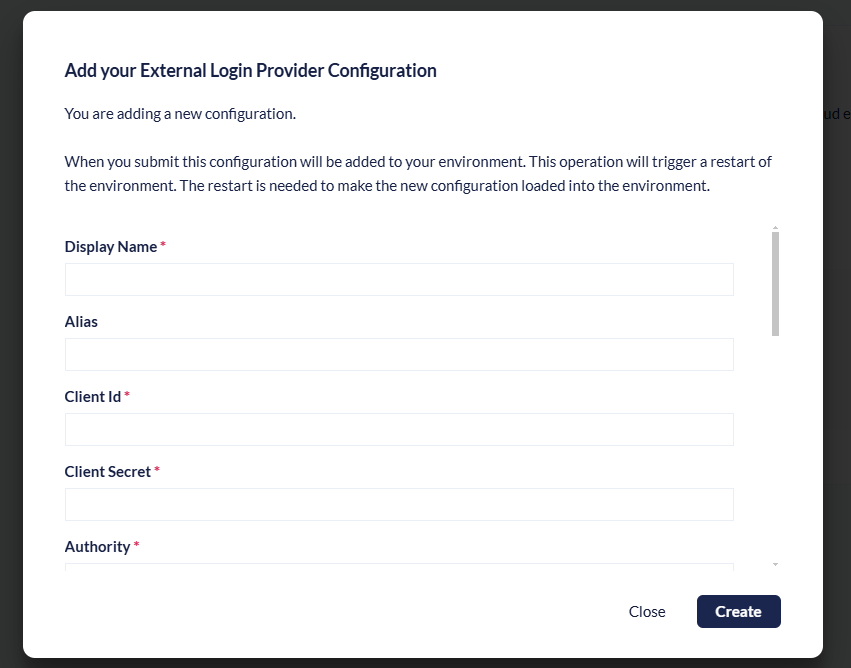 Add your External Login Provider Configuration
You are adding a new configuration.
ud e
When you submit this configuration will be added to your environment. This operation will trigger a restart of
the environment. The restart is needed to make the new configuration loaded into the environment.
Display Name *
Alias
Client Id *
Client Secret *
Authority *
Close
Create